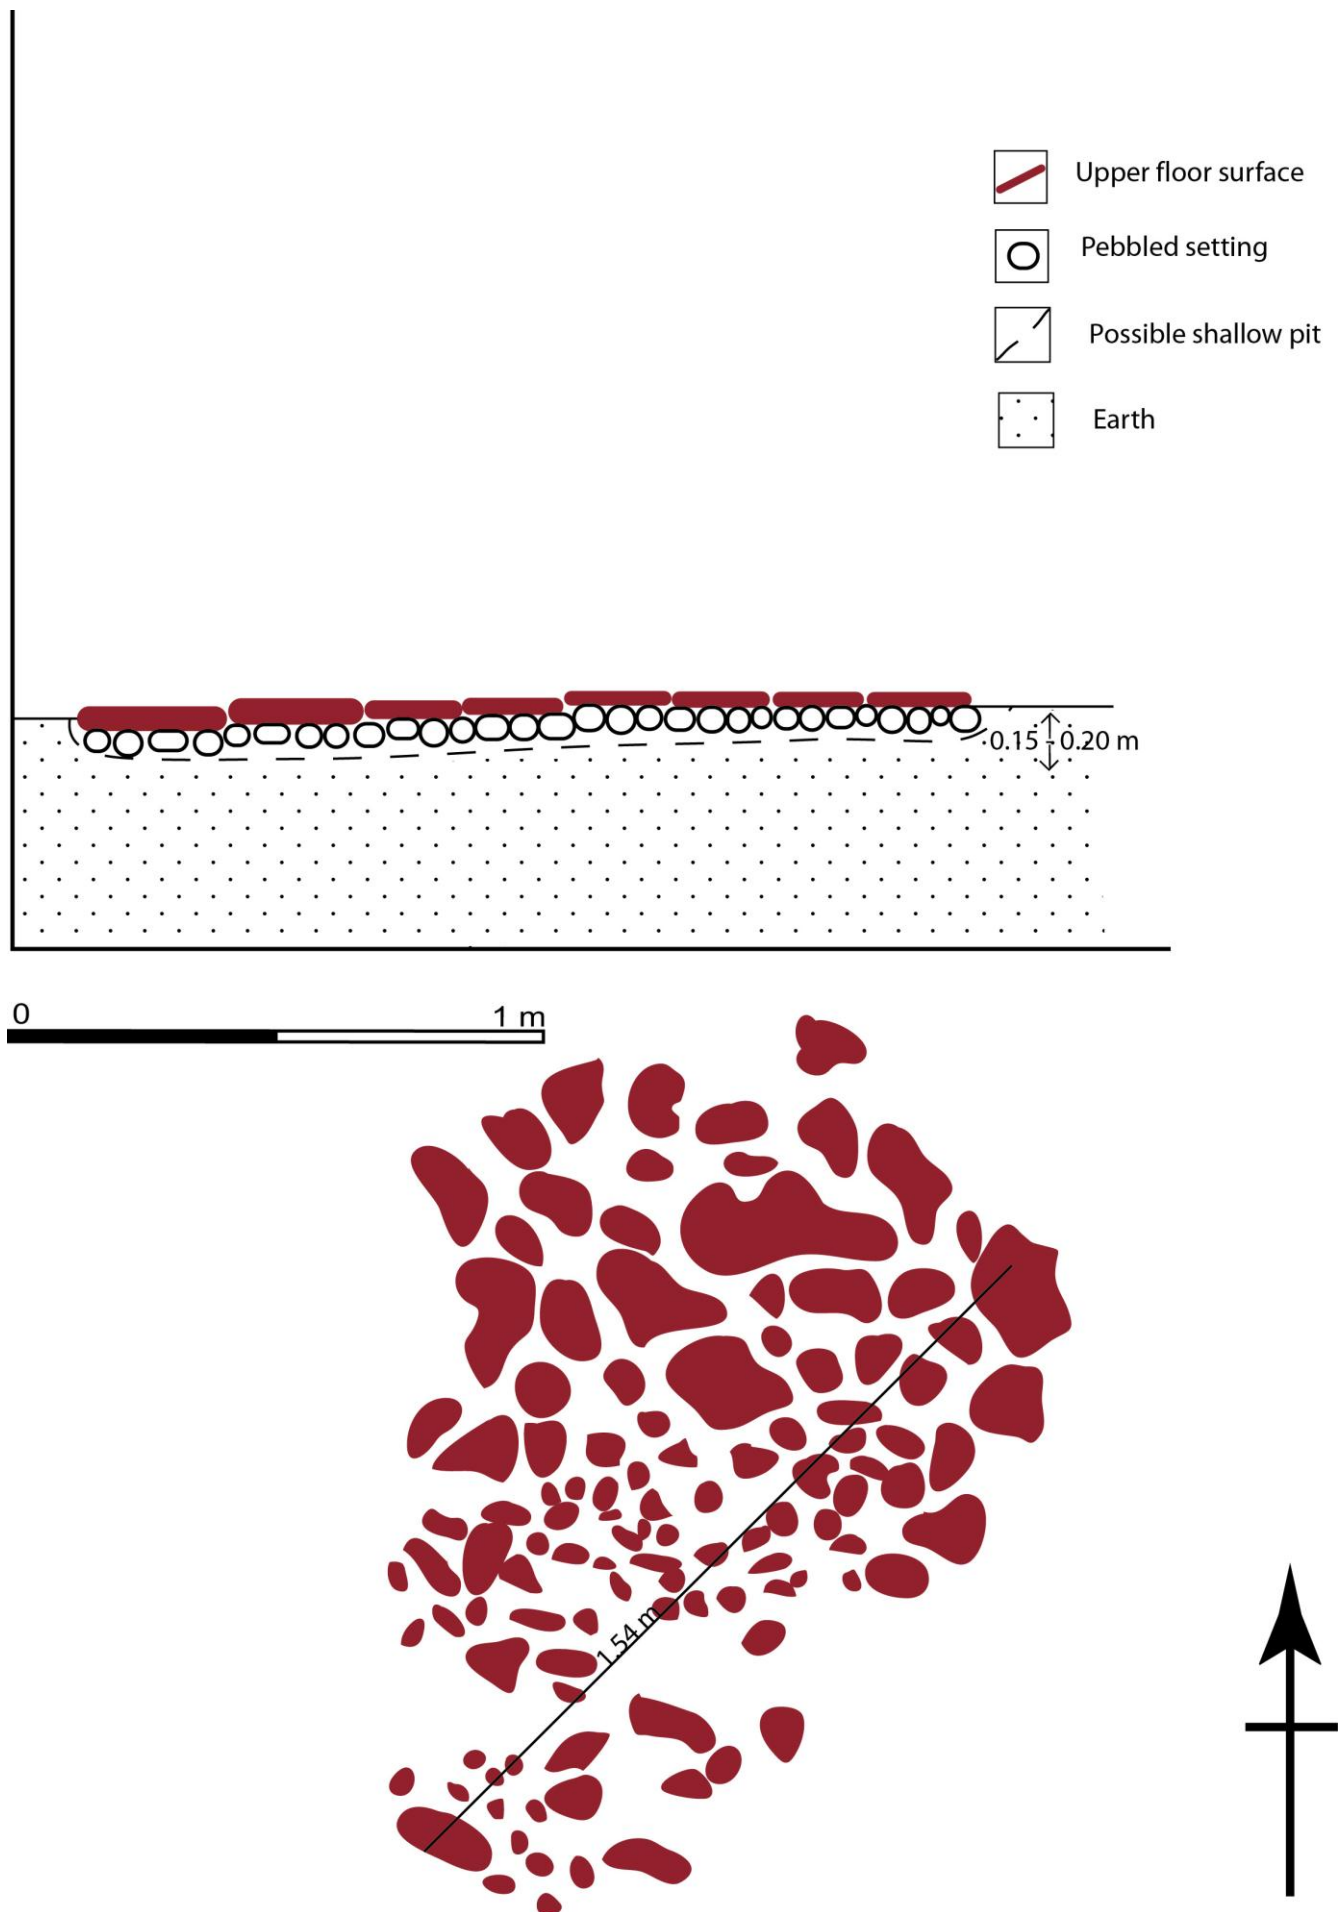 Upper floor surface
Pebbled setting
Possible shallow pit
Earth
0.15 - 0.20 m
0 1 m
1.54 m